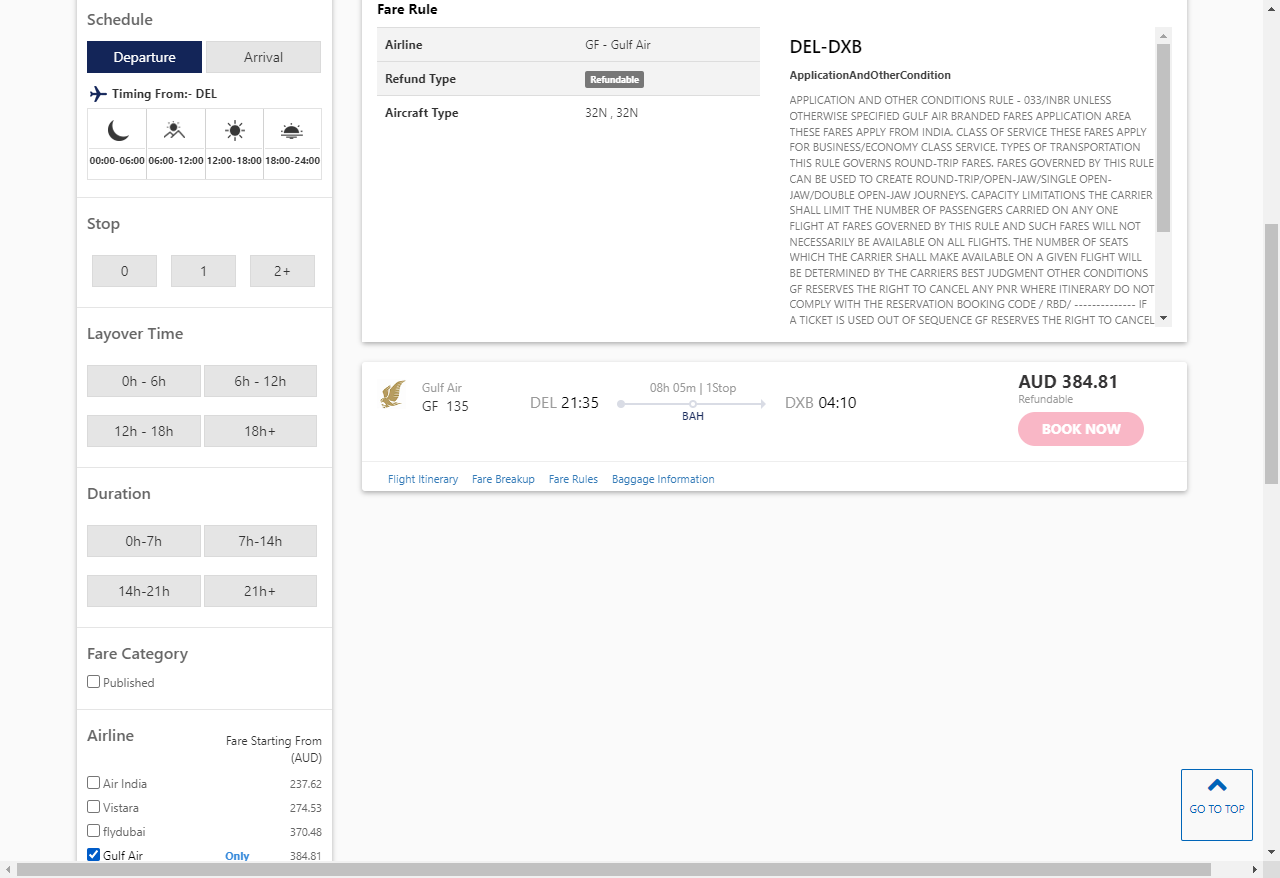 Schedule
Departure
Arrival
Timing From:- DEL
00:00-06:00
06:00-12:00
12:00-18:00
18:00-24:00
Stop
0
1
2+
Layover Time
0h - 6h
6h - 12h
12h - 18h
18h+
Duration
0h-7h
7h-14h
14h-21h
21h+
Fare Category
Published
Airline
Fare Starting From
(AUD)
Air India 237.62
Vistara 274.53
flydubai 370.48
Gulf Air Only 384.81
Fare Rule
Airline GF - Gulf Air
Refund Type Refundable
Aircraft Type 32N , 32N
DEL-DXB
ApplicationAndOtherCondition
APPLICATION AND OTHER CONDITIONS RULE - 033/INBR UNLESS
OTHERWISE SPECIFIED GULF AIR BRANDED FARES APPLICATION AREA
THESE FARES APPLY FROM INDIA. CLASS OF SERVICE THESE FARES APPLY
FOR BUSINESS/ECONOMY CLASS SERVICE. TYPES OF TRANSPORTATION
THIS RULE GOVERNS ROUND-TRIP FARES. FARES GOVERNED BY THIS RULE
CAN BE USED TO CREATE ROUND-TRIP/OPEN-JAW/SINGLE OPEN-
JAW/DOUBLE OPEN-JAW JOURNEYS. CAPACITY LIMITATIONS THE CARRIER
SHALL LIMIT THE NUMBER OF PASSENGERS CARRIED ON ANY ONE
FLIGHT AT FARES GOVERNED BY THIS RULE AND SUCH FARES WILL NOT
NECESSARILY BE AVAILABLE ON ALL FLIGHTS. THE NUMBER OF SEATS
WHICH THE CARRIER SHALL MAKE AVAILABLE ON A GIVEN FLIGHT WILL
BE DETERMINED BY THE CARRIERS BEST JUDGMENT OTHER CONDITIONS
GF RESERVES THE RIGHT TO CANCEL ANY PNR WHERE ITINERARY DO NOT
COMPLY WITH THE RESERVATION BOOKING CODE / RBD/ -------------- IF
A TICKET IS USED OUT OF SEQUENCE GF RESERVES THE RIGHT TO CANCEL
Gulf Air
GF 135
DEL 21:35
08h 05m | 1Stop
BAH
DXB 04:10
AUD 384.81
Refundable
BOOK NOW
Flight Itinerary
Fare Breakup
Fare Rules
Baggage Information
GO TO TOP